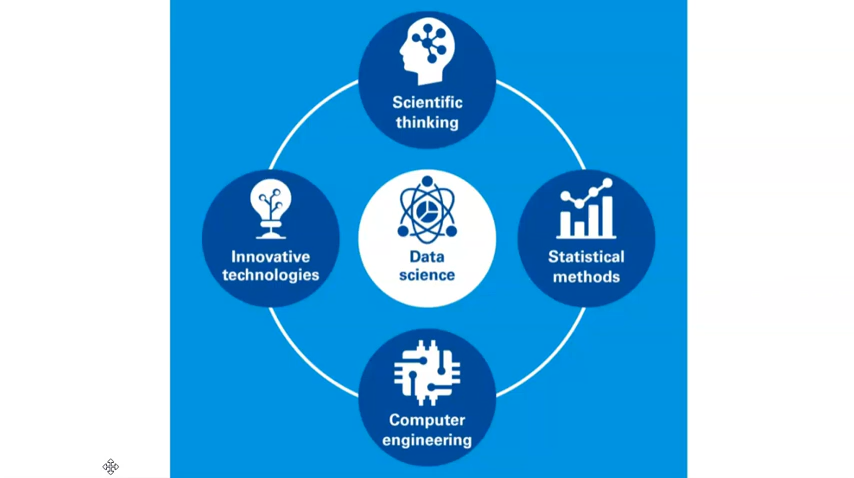 Scientific
thinking
Innovative
technologies
Data
science
Statistical
methods
Computer
engineering